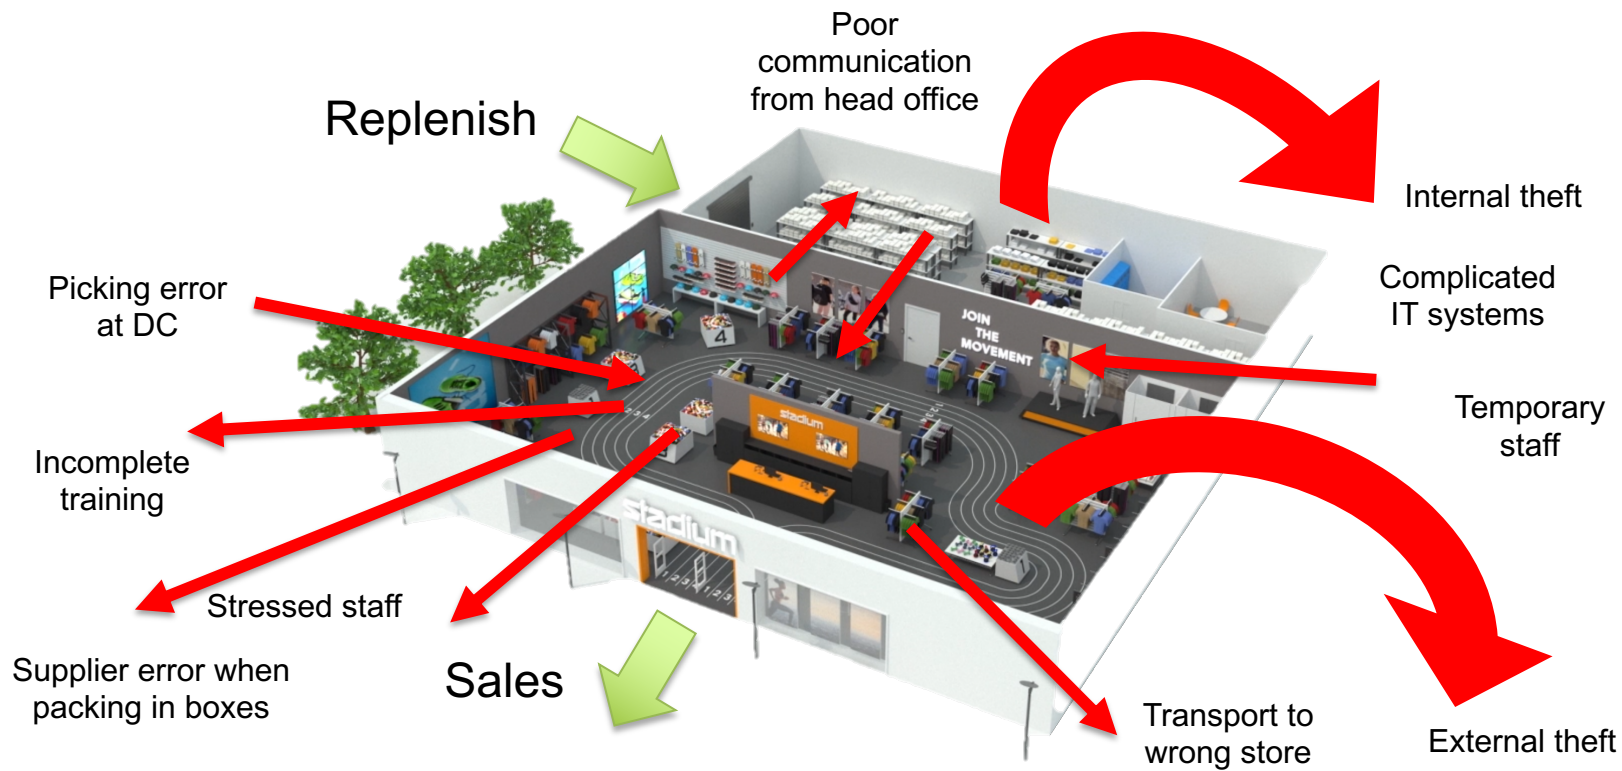 Poor
communication
from head office
Replenish
Internal theft
Complicated
IT systems
Picking error
at DC
JOIN
THE
MOVEMENT
4
stadium
Temporary
staff
Incomplete
training
stadium
Stressed staff
Supplier error when
packing in boxes
Sales
Transport to
wrong store
External theft